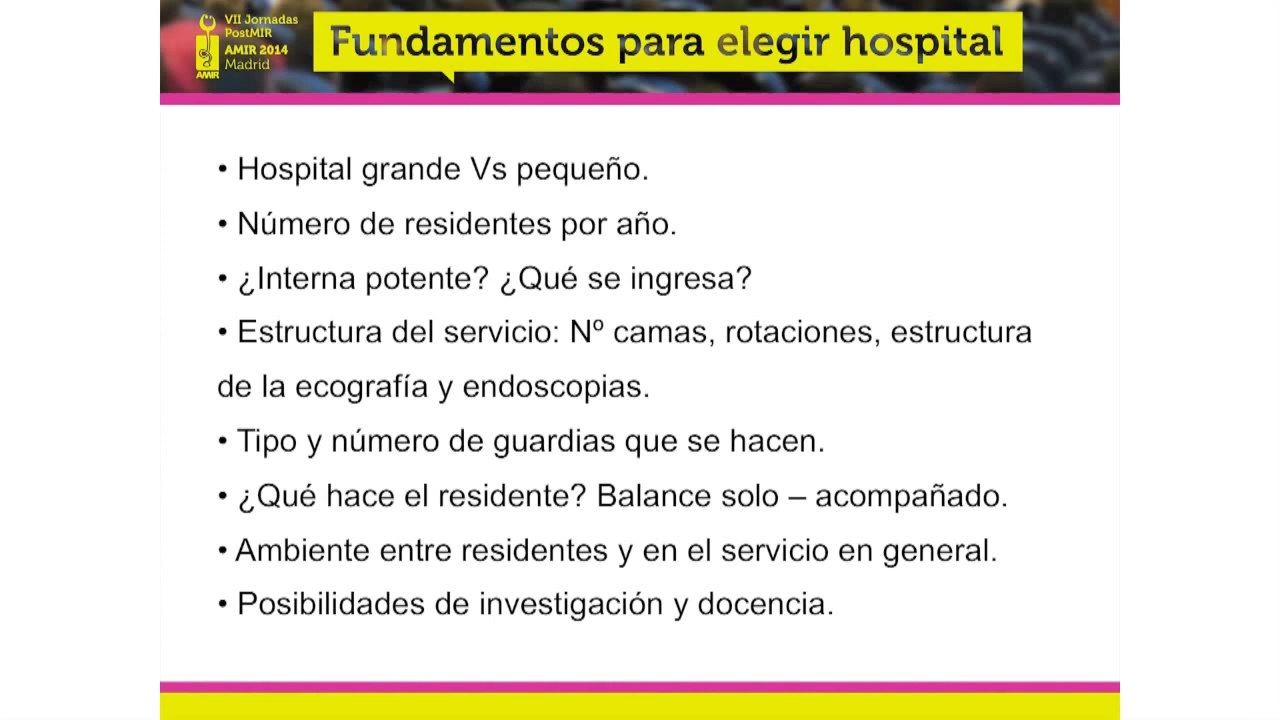 VII Jornadas
PostMIR
AMIR 2014
Madrid
AMIR
Fundamentos para elegir hospital
• Hospital grande Vs pequeño.
• Número de residentes por año.
• ¿Interna potente? ¿Qué se ingresa?
• Estructura del servicio: Nº camas, rotaciones, estructura
de la ecografía y endoscopias.
• Tipo y número de guardias que se hacen.
• ¿Qué hace el residente? Balance solo – acompañado.
• Ambiente entre residentes y en el servicio en general.
• Posibilidades de investigación y docencia.